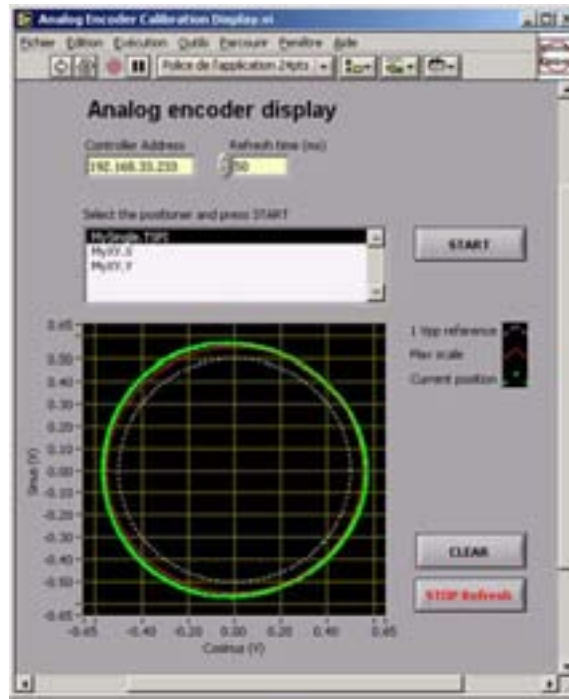 Analog Encoder Calibration Display.vi
Fichier Edition Exécution Outils Parcourir Fenêtre Aide
Police de l'application 24pts
Analog encoder display
Controller Address Refresh time (ms)
192.168.33.233 50
Select the positioner and press START
MyXY.X
MyXY.Y
START
1 Vpp reference
Max scale
Current position
0.65
0.50
0.40
0.30
0.20
0.10
0.00
-0.10
-0.20
-0.30
-0.40
-0.50
-0.65
Sinus (V)
-0.65 -0.40 -0.20 0.00 0.20 0.40 0.65
Cosinus (V)
CLEAR
STOP Refresh